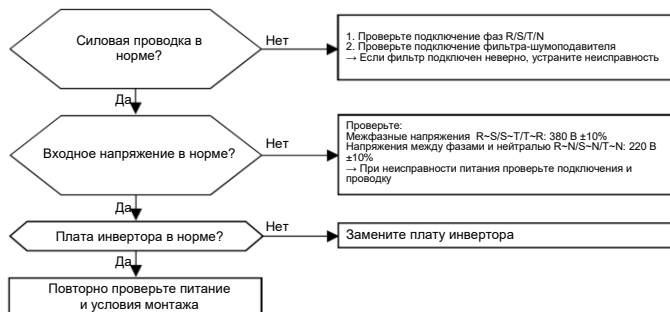 Силовая проводка в
норме?
Нет
1. Проверьте подключение фаз R/S/T/N
2. Проверьте подключение фильтра-шумоподавителя
→ Если фильтр подключен неверно, устраните неисправность
Да
Входное напряжение в норме?
Нет
Проверьте:
Межфазные напряжения R~S/S~T/T~R: 380 В ±10%
Напряжения между фазами и нейтралью R~N/S~N/T~N: 220 В
±10%
→ При неисправности питания проверьте подключения и
проводку
Да
Плата инвертора в норме?
Нет
Замените плату инвертора
Да
Повторно проверьте питание
и условия монтажа